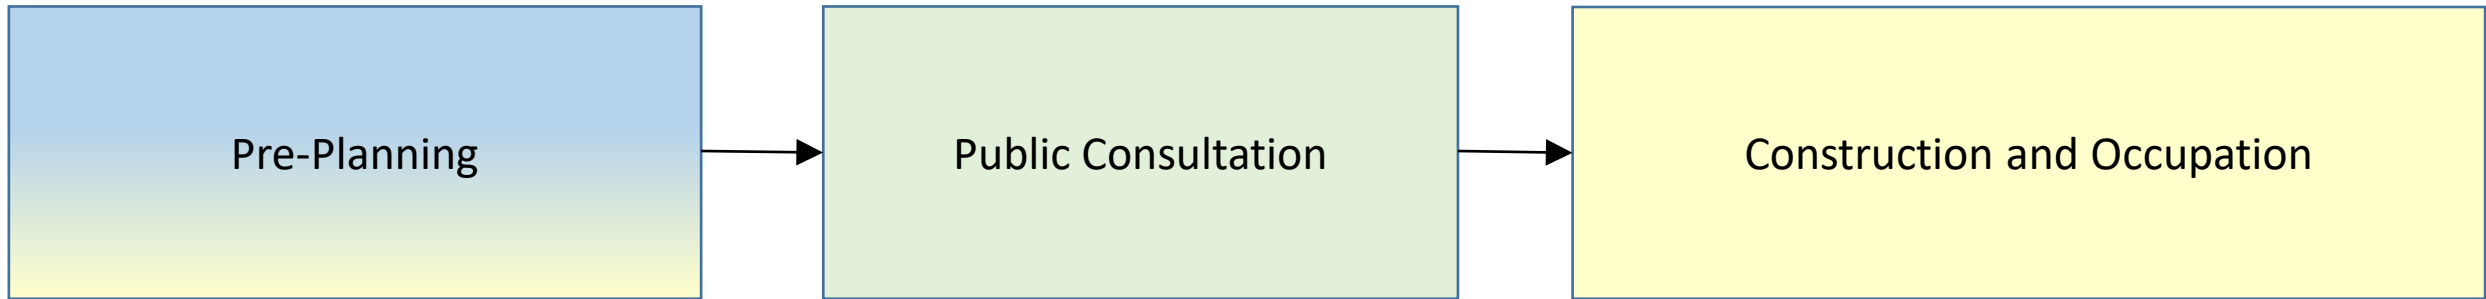 Pre-Planning
Public Consultation
Construction and Occupation